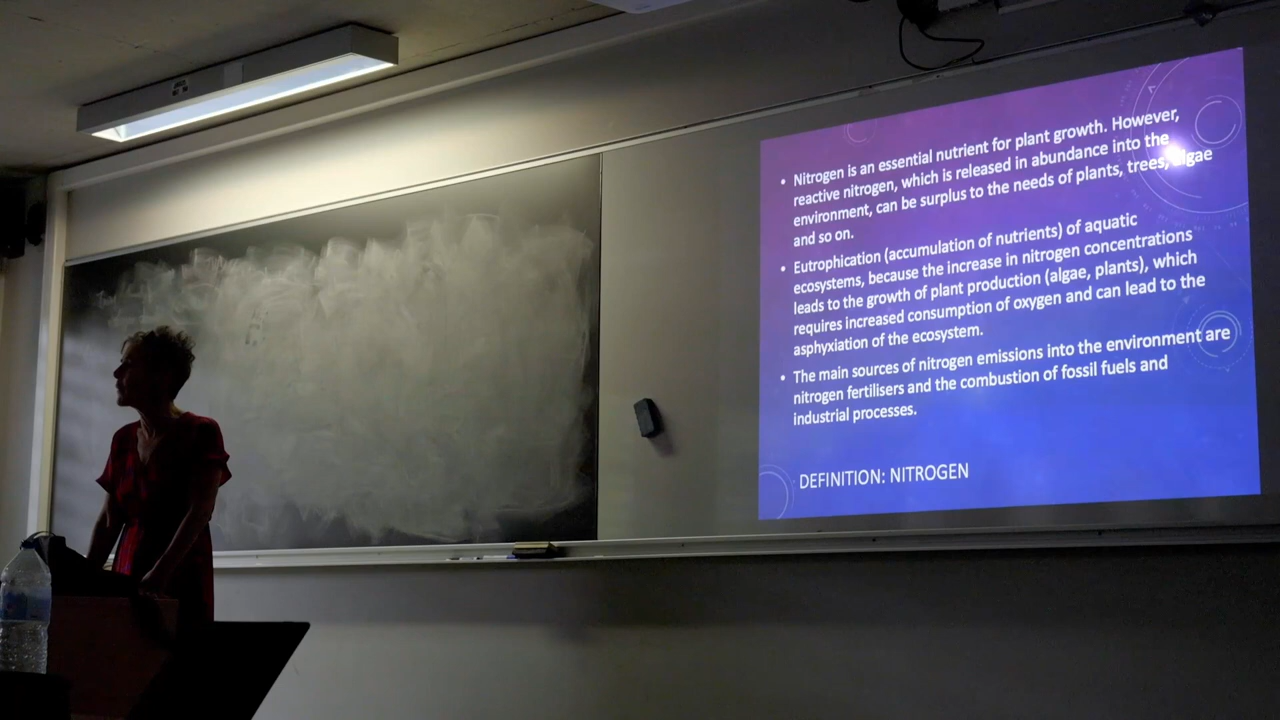 • Nitrogen is an essential nutrient for plant growth. However,
reactive nitrogen, which is released in abundance into the
environment, can be surplus to the needs of plants, trees, algae
and so on.
• Eutrophication (accumulation of nutrients) of aquatic
ecosystems, because the increase in nitrogen concentrations
leads to the growth of plant production (algae, plants), which
requires increased consumption of oxygen and can lead to the
asphyxiation of the ecosystem.
• The main sources of nitrogen emissions into the environment are
nitrogen fertilisers and the combustion of fossil fuels and
industrial processes.
DEFINITION: NITROGEN